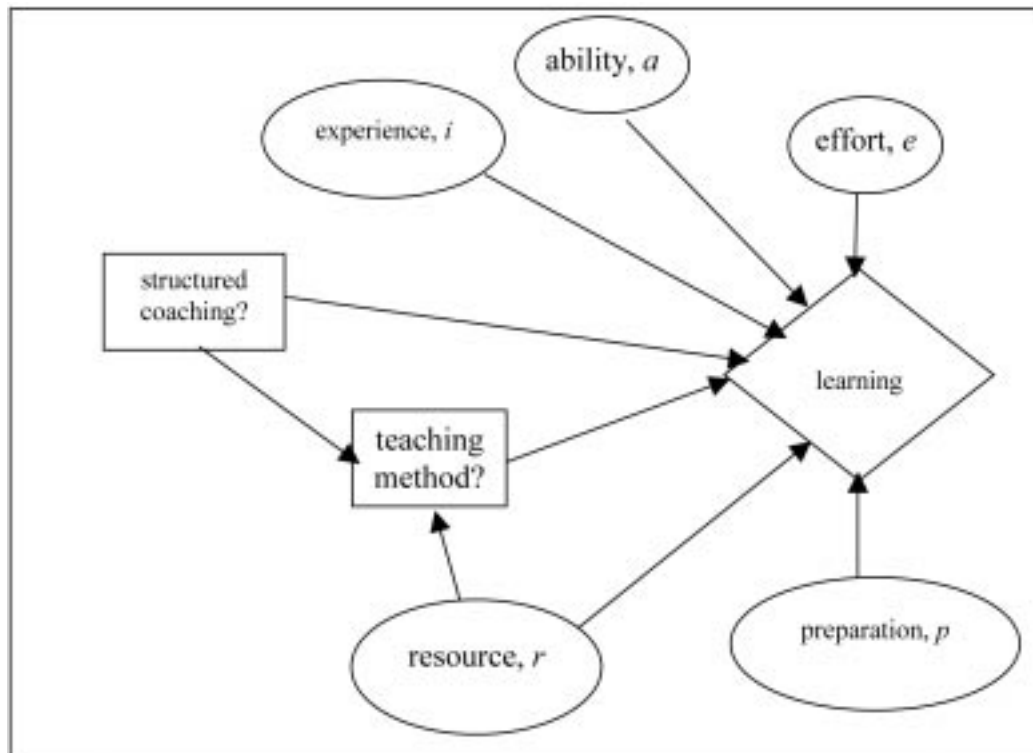 ability, a
experience, i
effort, e
structured
coaching?
learning
teaching
method?
preparation, p
resource, r